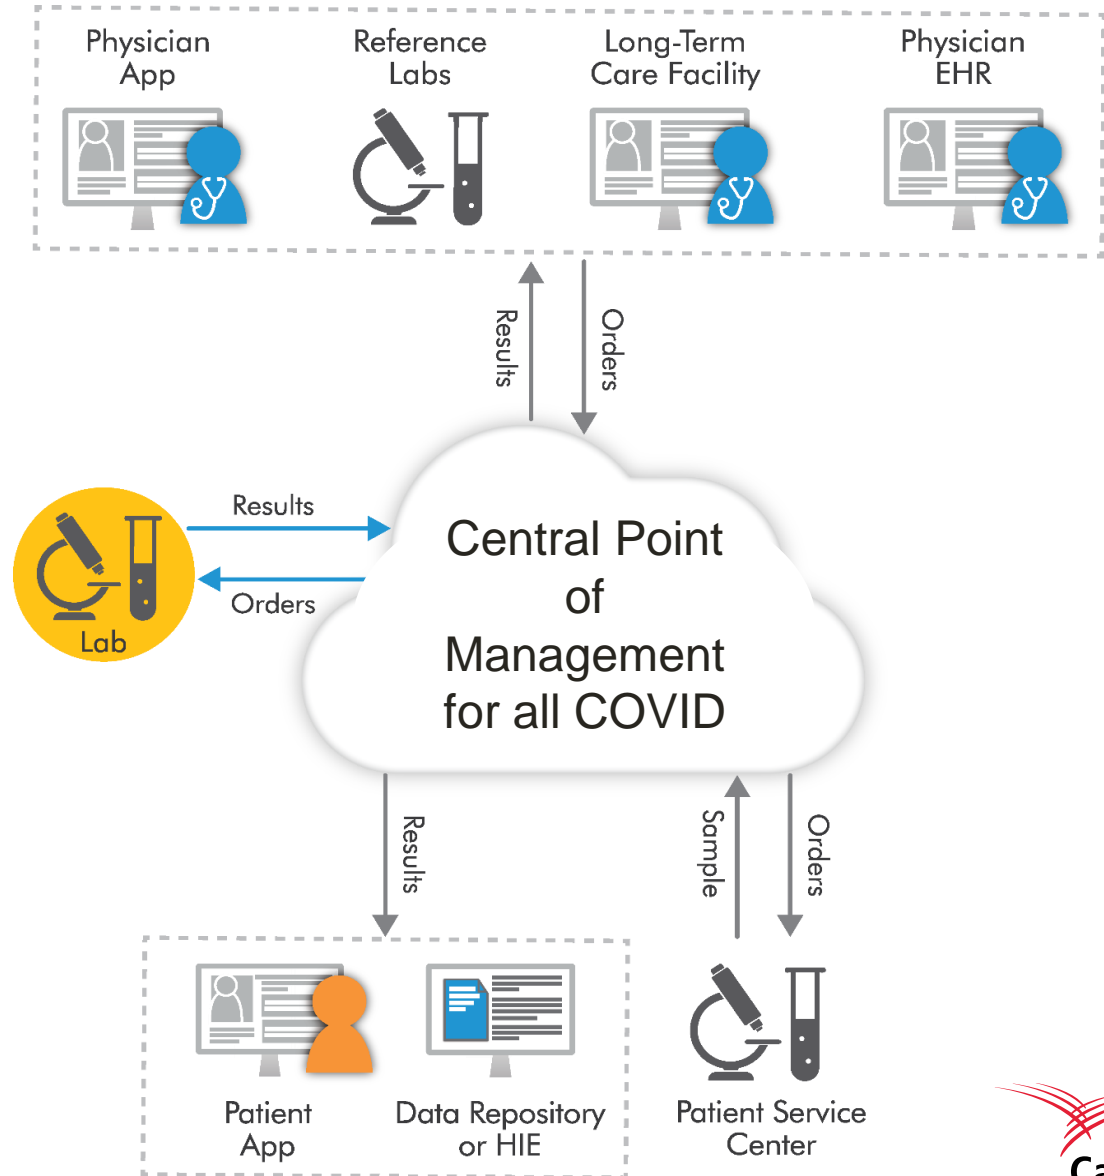 Physician
App
Reference
Labs
Long-Term
Care Facility
Physician
EHR
Results
Orders
Results
Orders
Lab
Central Point
of
Management
for all COVID
Results
Sample
Orders
Patient
App
Data Repository
or HIE
Patient Service
Center